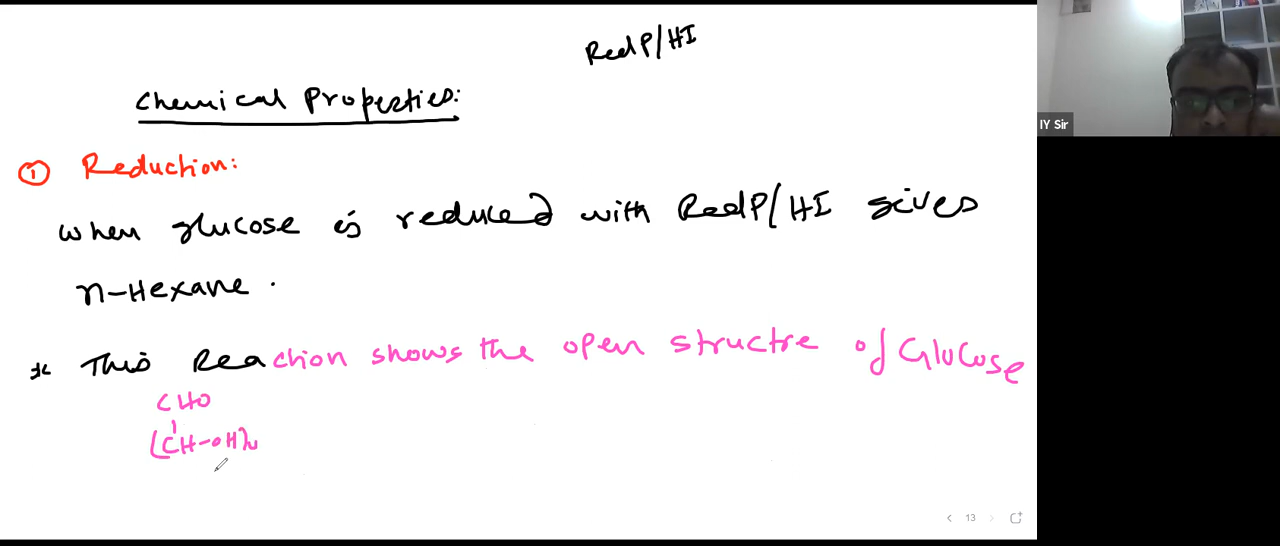 Red P/HI
Chemical Properties:
① Reduction:
When glucose is reduced with Red P/HI gives
n-Hexane.
* This Reaction shows the open structre of Glucose
CHO
(CH-OH)4
IY Sir
13